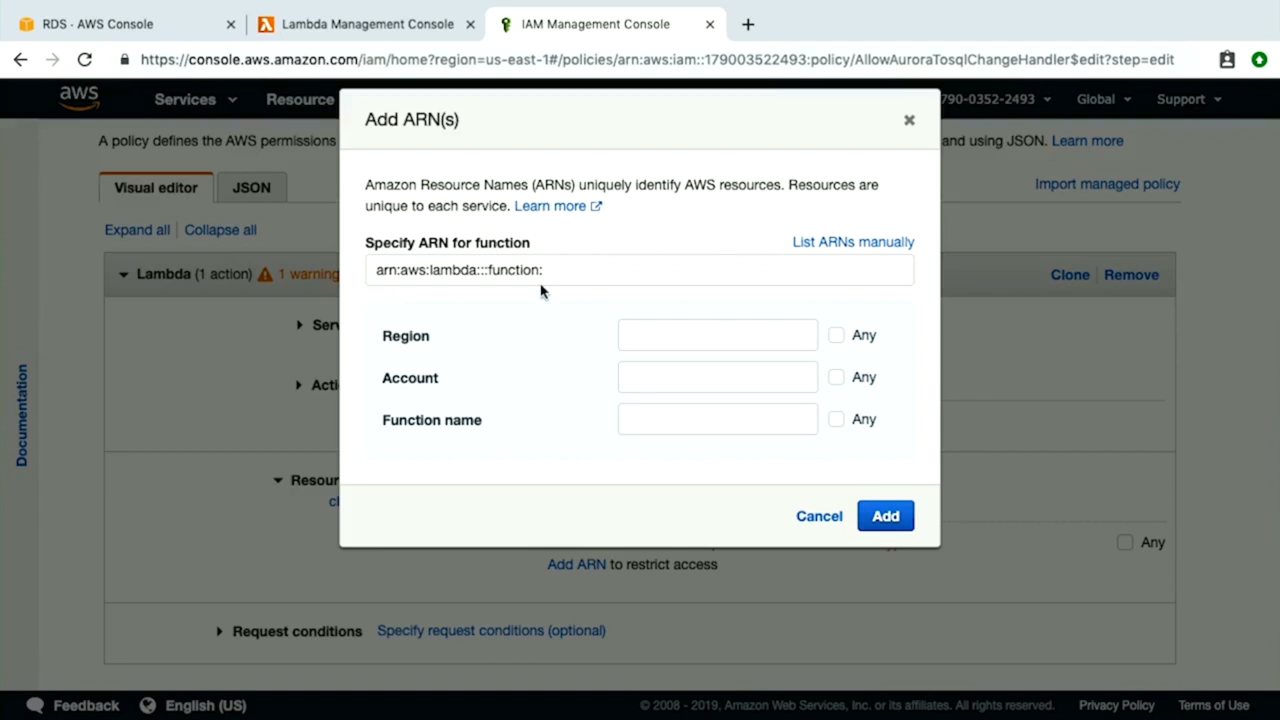 RDS - AWS Console
Lambda Management Console
IAM Management Console
https://console.aws.amazon.com/iam/home?region=us-east-1#/policies/arn:aws:iam::179003522493:policy/AllowAuroraTosqlChangeHandler$edit?step=edit
aws
Services
Resource
790-0352-2493
Global
Support
Add ARN(s)
A policy defines the AWS permissions
and using JSON. Learn more
Visual editor
JSON
Import managed policy
Amazon Resource Names (ARNs) uniquely identify AWS resources. Resources are
unique to each service. Learn more
Expand all | Collapse all
Specify ARN for function
List ARNs manually
arn:aws:lambda:::function:
Lambda (1 action)
1 warning
Clone | Remove
Serv
Region
Any
Account
Any
Acti
Function name
Any
Documentation
Resour
cl
Cancel
Add
Any
Add ARN to restrict access
Request conditions
Specify request conditions (optional)
Feedback
English (US)
© 2008 - 2019, Amazon Web Services, Inc. or its affiliates. All rights reserved.
Privacy Policy
Terms of Use